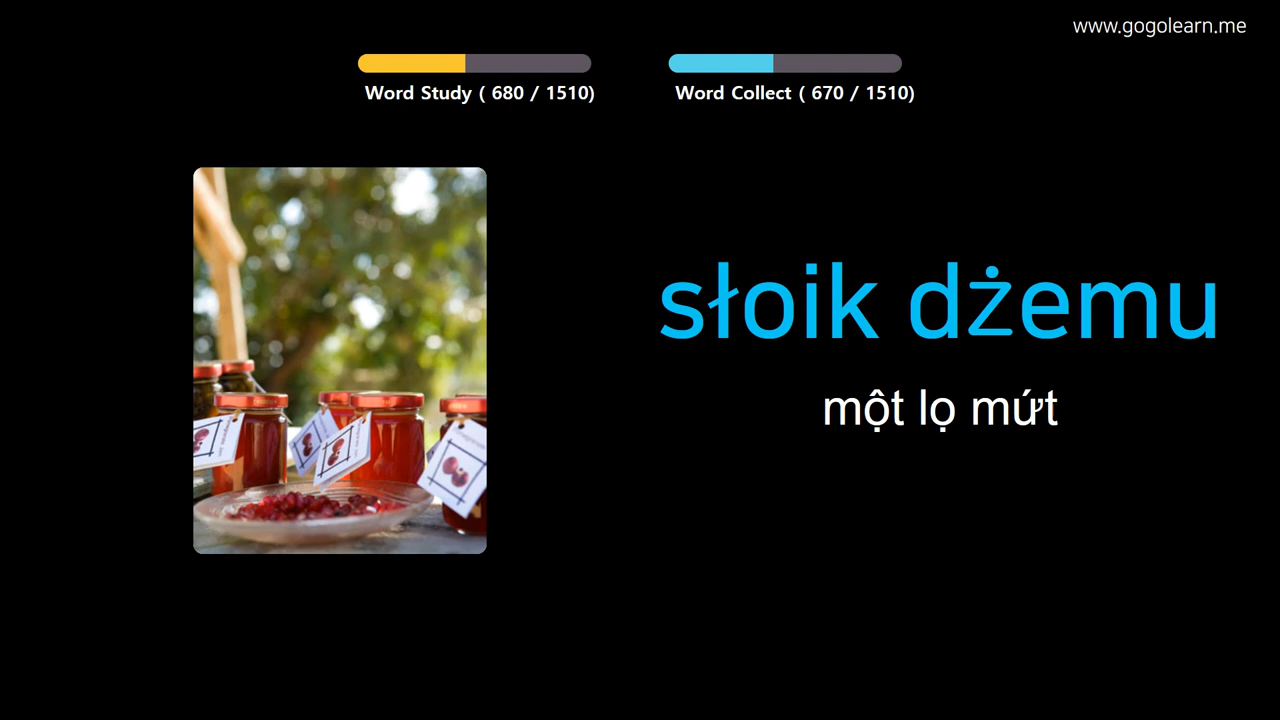 www.gogolearn.me
Word Study ( 680 / 1510)
Word Collect ( 670 / 1510)
słoik dżemu
một lọ mứt